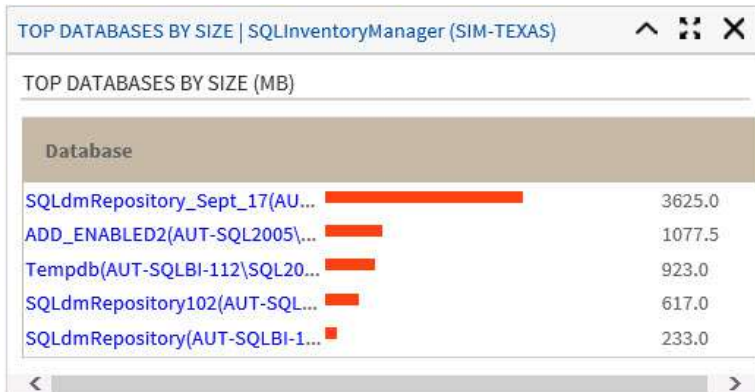 TOP DATABASES BY SIZE | SQLInventoryManager (SIM-TEXAS)
TOP DATABASES BY SIZE (MB)
Database
SQLdmRepository_Sept_17(AU... 3625.0
ADD_ENABLED2(AUT-SQL2005\... 1077.5
Tempdb(AUT-SQLBI-112\SQL20... 923.0
SQLdmRepository102(AUT-SQL... 617.0
SQLdmRepository(AUT-SQLBI-1... 233.0